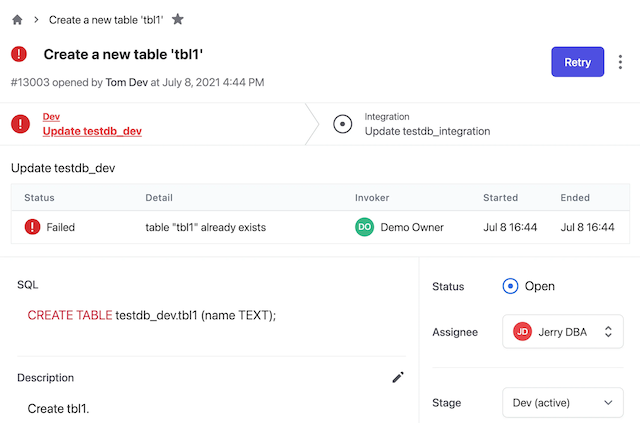 Create a new table 'tbl1'
Create a new table 'tbl1'
Retry
#13003 opened by Tom Dev at July 8, 2021 4:44 PM
Dev
Update testdb_dev
Integration
Update testdb_integration
Update testdb_dev
Status Detail Invoker Started Ended
Failed table "tbl1" already exists DO Demo Owner Jul 8 16:44 Jul 8 16:44
SQL
CREATE TABLE testdb_dev.tbl1 (name TEXT);
Description
Create tbl1.
Status Open
Assignee JD Jerry DBA
Stage Dev (active)